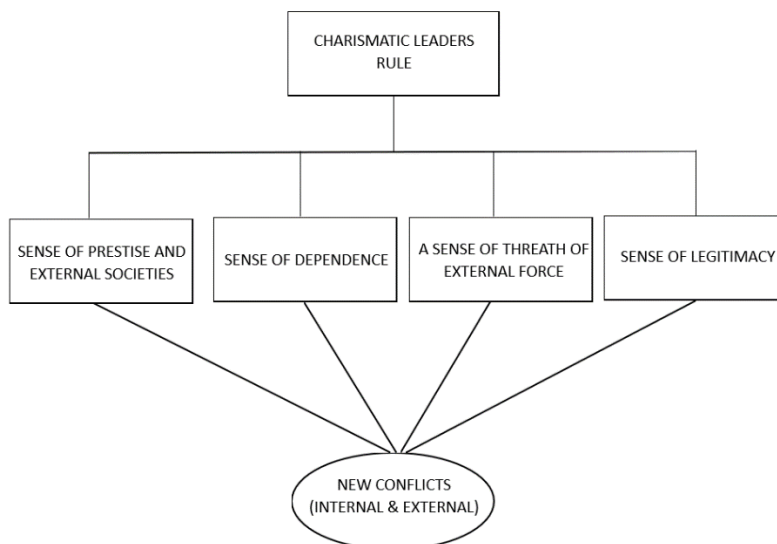 CHARISMATIC LEADERS
RULE
SENSE OF PRESTISE AND
EXTERNAL SOCIETIES
SENSE OF DEPENDENCE
A SENSE OF THREATH OF
EXTERNAL FORCE
SENSE OF LEGITIMACY
NEW CONFLICTS
(INTERNAL & EXTERNAL)